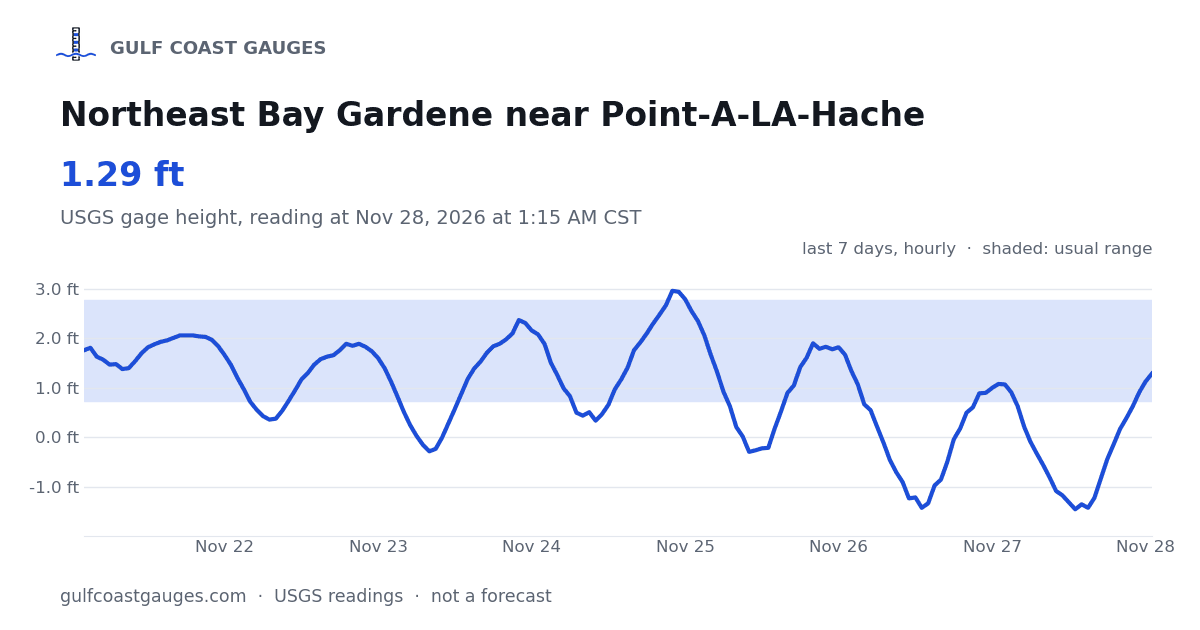 GULF COAST GAUGES
Northeast Bay Gardene near Point-A-LA-Hache
1.29 ft
USGS gage height, reading at Nov 28, 2026 at 1:15 AM CST
last 7 days, hourly · shaded: usual range
3.0 ft
2.0 ft
1.0 ft
0.0 ft
-1.0 ft
Nov 22 Nov 23 Nov 24 Nov 25 Nov 26 Nov 27 Nov 28
gulfcoastgauges.com · USGS readings · not a forecast